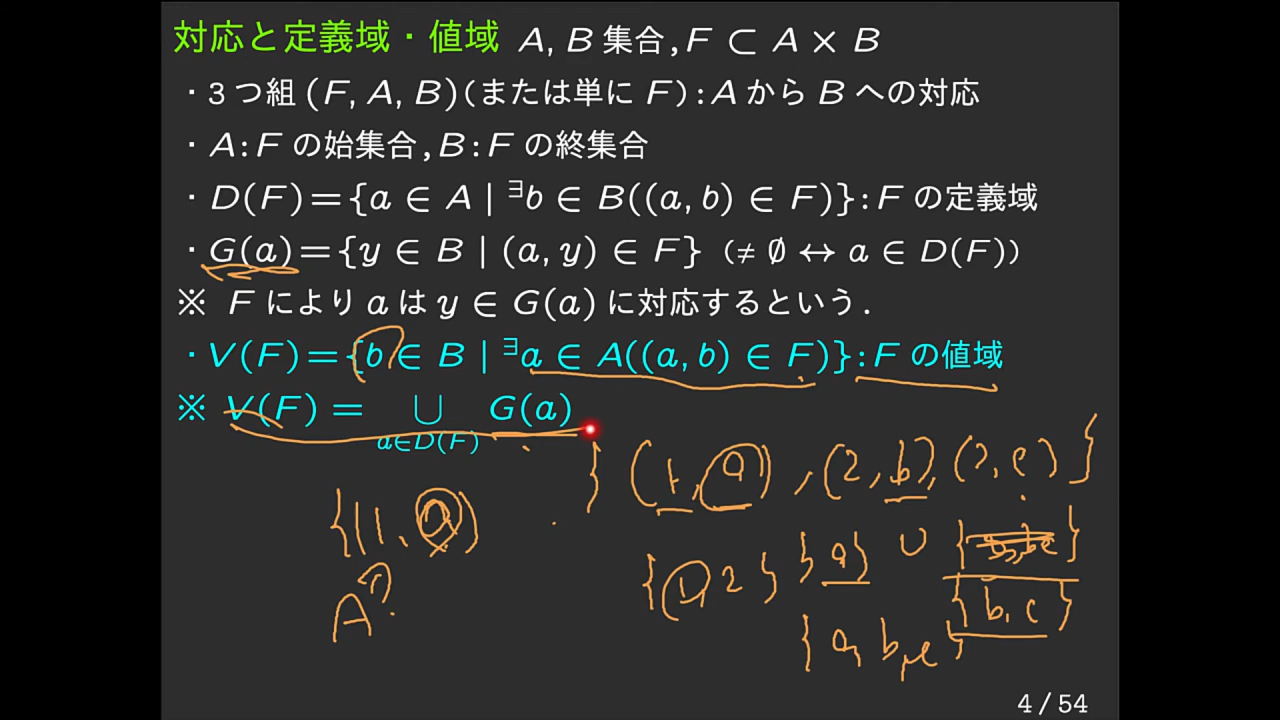 対応と定義域・値域 A, B 集合, F ⊂ A × B
・3 つ組 (F, A, B)(または単に F): A から B への対応
・A: F の始集合, B: F の終集合
・D(F)={a ∈ A | ∃b ∈ B((a, b) ∈ F)}: F の定義域
・G(a)={y ∈ B | (a, y) ∈ F} (≠ ∅ ↔ a ∈ D(F))
※ F により a は y ∈ G(a) に対応するという.
・V(F)={b ∈ B | ∃a ∈ A((a, b) ∈ F)}: F の値域
※ V(F) = ∪ G(a)
a∈D(F)
{(1, a), (2, b), (2, c)}
{(1, a)
{1, 2} {a} ∪
A
{b, c}
{a, b, c}
4 / 54